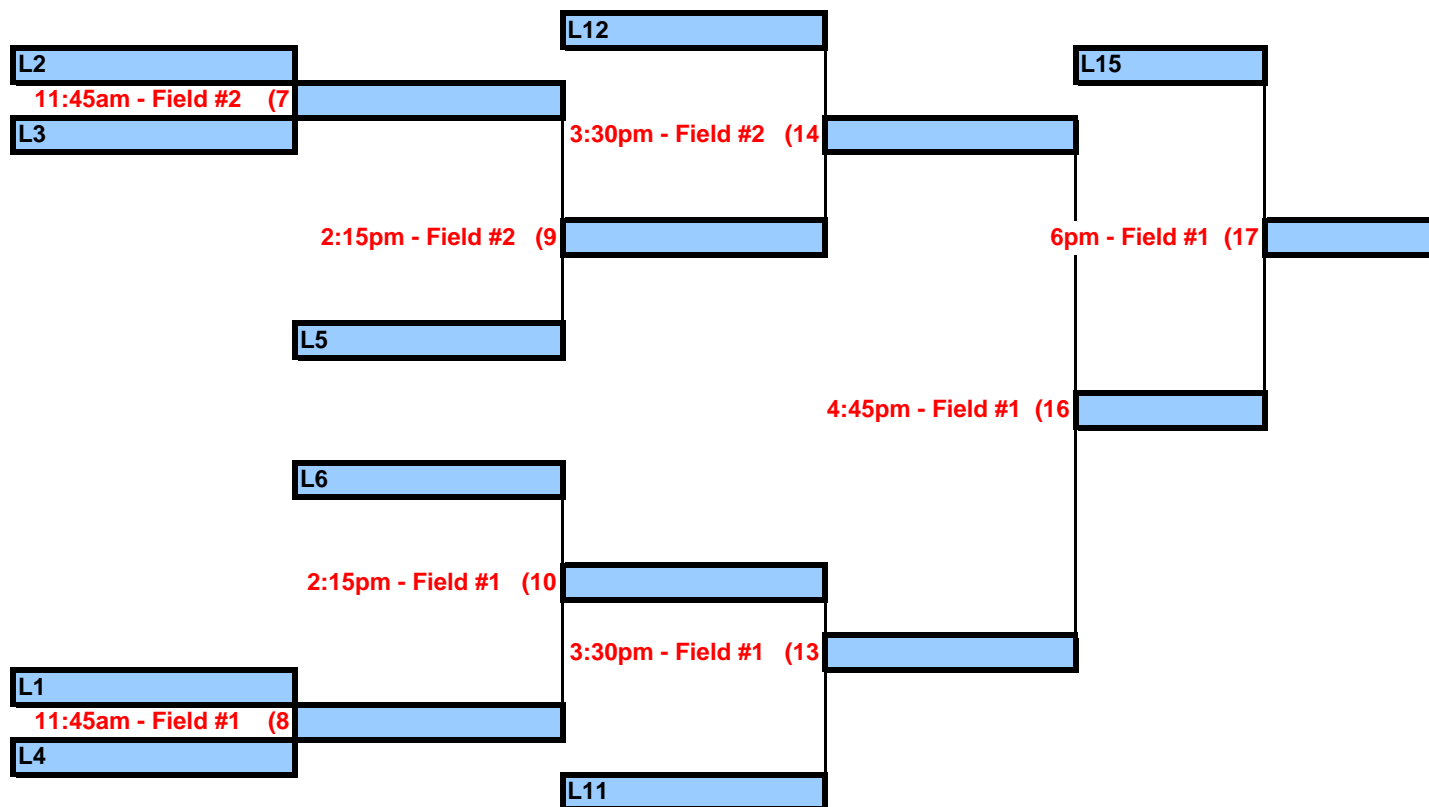 L12
L2
L15
11:45am - Field #2 (7
L3
3:30pm - Field #2 (14
2:15pm - Field #2 (9
6pm - Field #1 (17
L5
4:45pm - Field #1 (16
L6
2:15pm - Field #1 (10
3:30pm - Field #1 (13
L1
11:45am - Field #1 (8
L4
L11